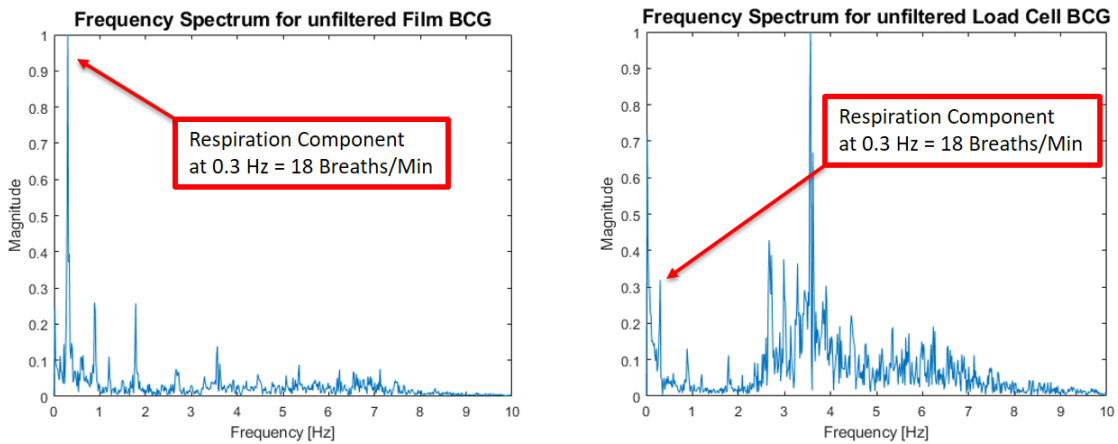 Frequency Spectrum for unfiltered Film BCG
1
0.9
0.8
0.7
0.6
0.5
0.4
0.3
0.2
0.1
0
Magnitude
Respiration Component
at 0.3 Hz = 18 Breaths/Min
0 1 2 3 4 5 6 7 8 9 10
Frequency [Hz]
Frequency Spectrum for unfiltered Load Cell BCG
1
0.9
0.8
0.7
0.6
0.5
0.4
0.3
0.2
0.1
0
Magnitude
Respiration Component
at 0.3 Hz = 18 Breaths/Min
0 1 2 3 4 5 6 7 8 9 10
Frequency [Hz]